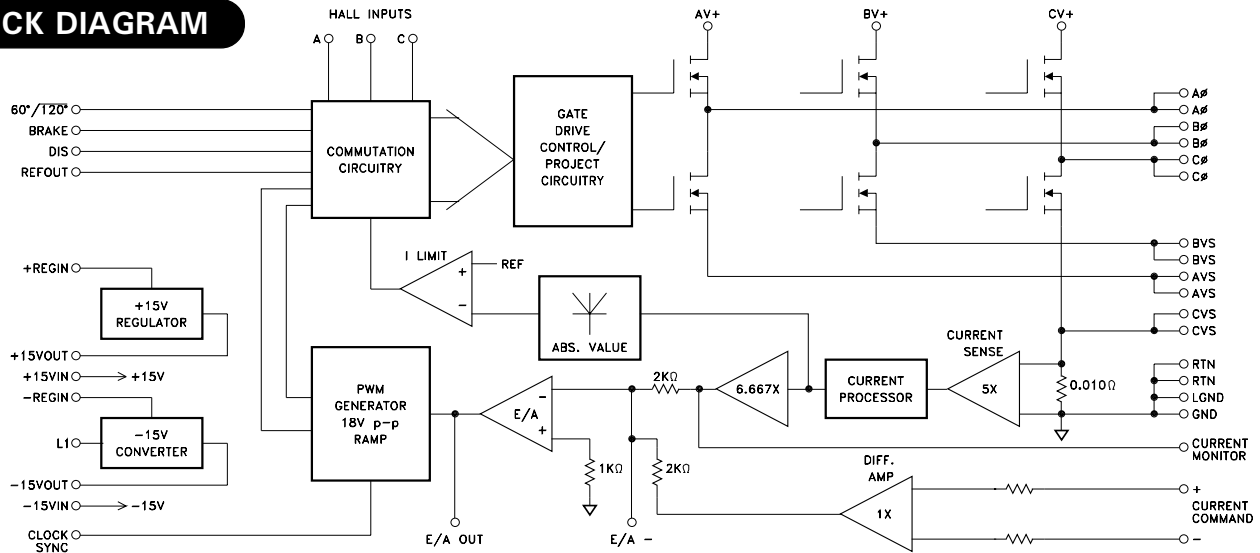 CK DIAGRAM
HALL INPUTS
A B C
AV+
BV+
CV+
60°/120°
BRAKE
DIS
REFOUT
COMMUTATION
CIRCUITRY
GATE
DRIVE
CONTROL/
PROJECT
CIRCUITRY
AØ
AØ
BØ
BØ
CØ
CØ
BVS
BVS
AVS
AVS
CVS
CVS
RTN
RTN
LGND
GND
I LIMIT
+
−
REF
ABS. VALUE
+REGIN
+15V
REGULATOR
+15VOUT
+15VIN
+15V
−REGIN
L1
−15V
CONVERTER
−15VOUT
−15VIN
−15V
CLOCK
SYNC
PWM
GENERATOR
18V p−p
RAMP
E/A
−
+
1KΩ
2KΩ
2KΩ
6.667X
CURRENT
PROCESSOR
CURRENT
SENSE
5X
0.010Ω
CURRENT
MONITOR
DIFF.
AMP
1X
+
CURRENT
COMMAND
−
E/A OUT
E/A −